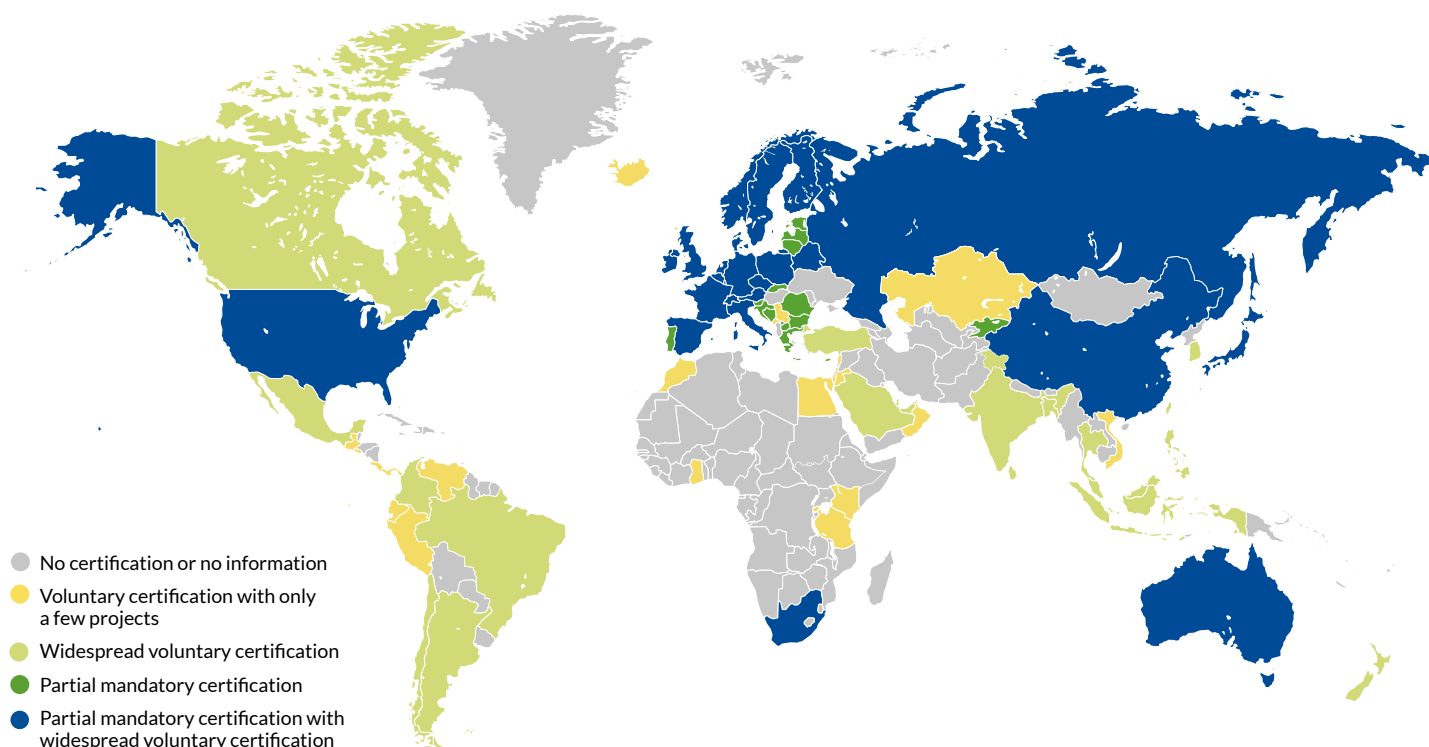 No certification or no information
Voluntary certification with only
a few projects
Widespread voluntary certification
Partial mandatory certification
Partial mandatory certification with
widespread voluntary certification